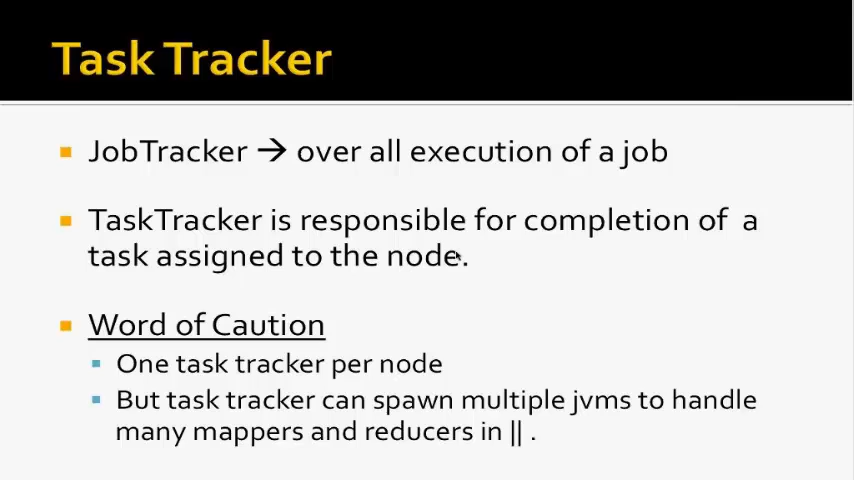 Task Tracker
JobTracker → over all execution of a job
TaskTracker is responsible for completion of a
task assigned to the node.
Word of Caution
One task tracker per node
But task tracker can spawn multiple jvms to handle
many mappers and reducers in || .